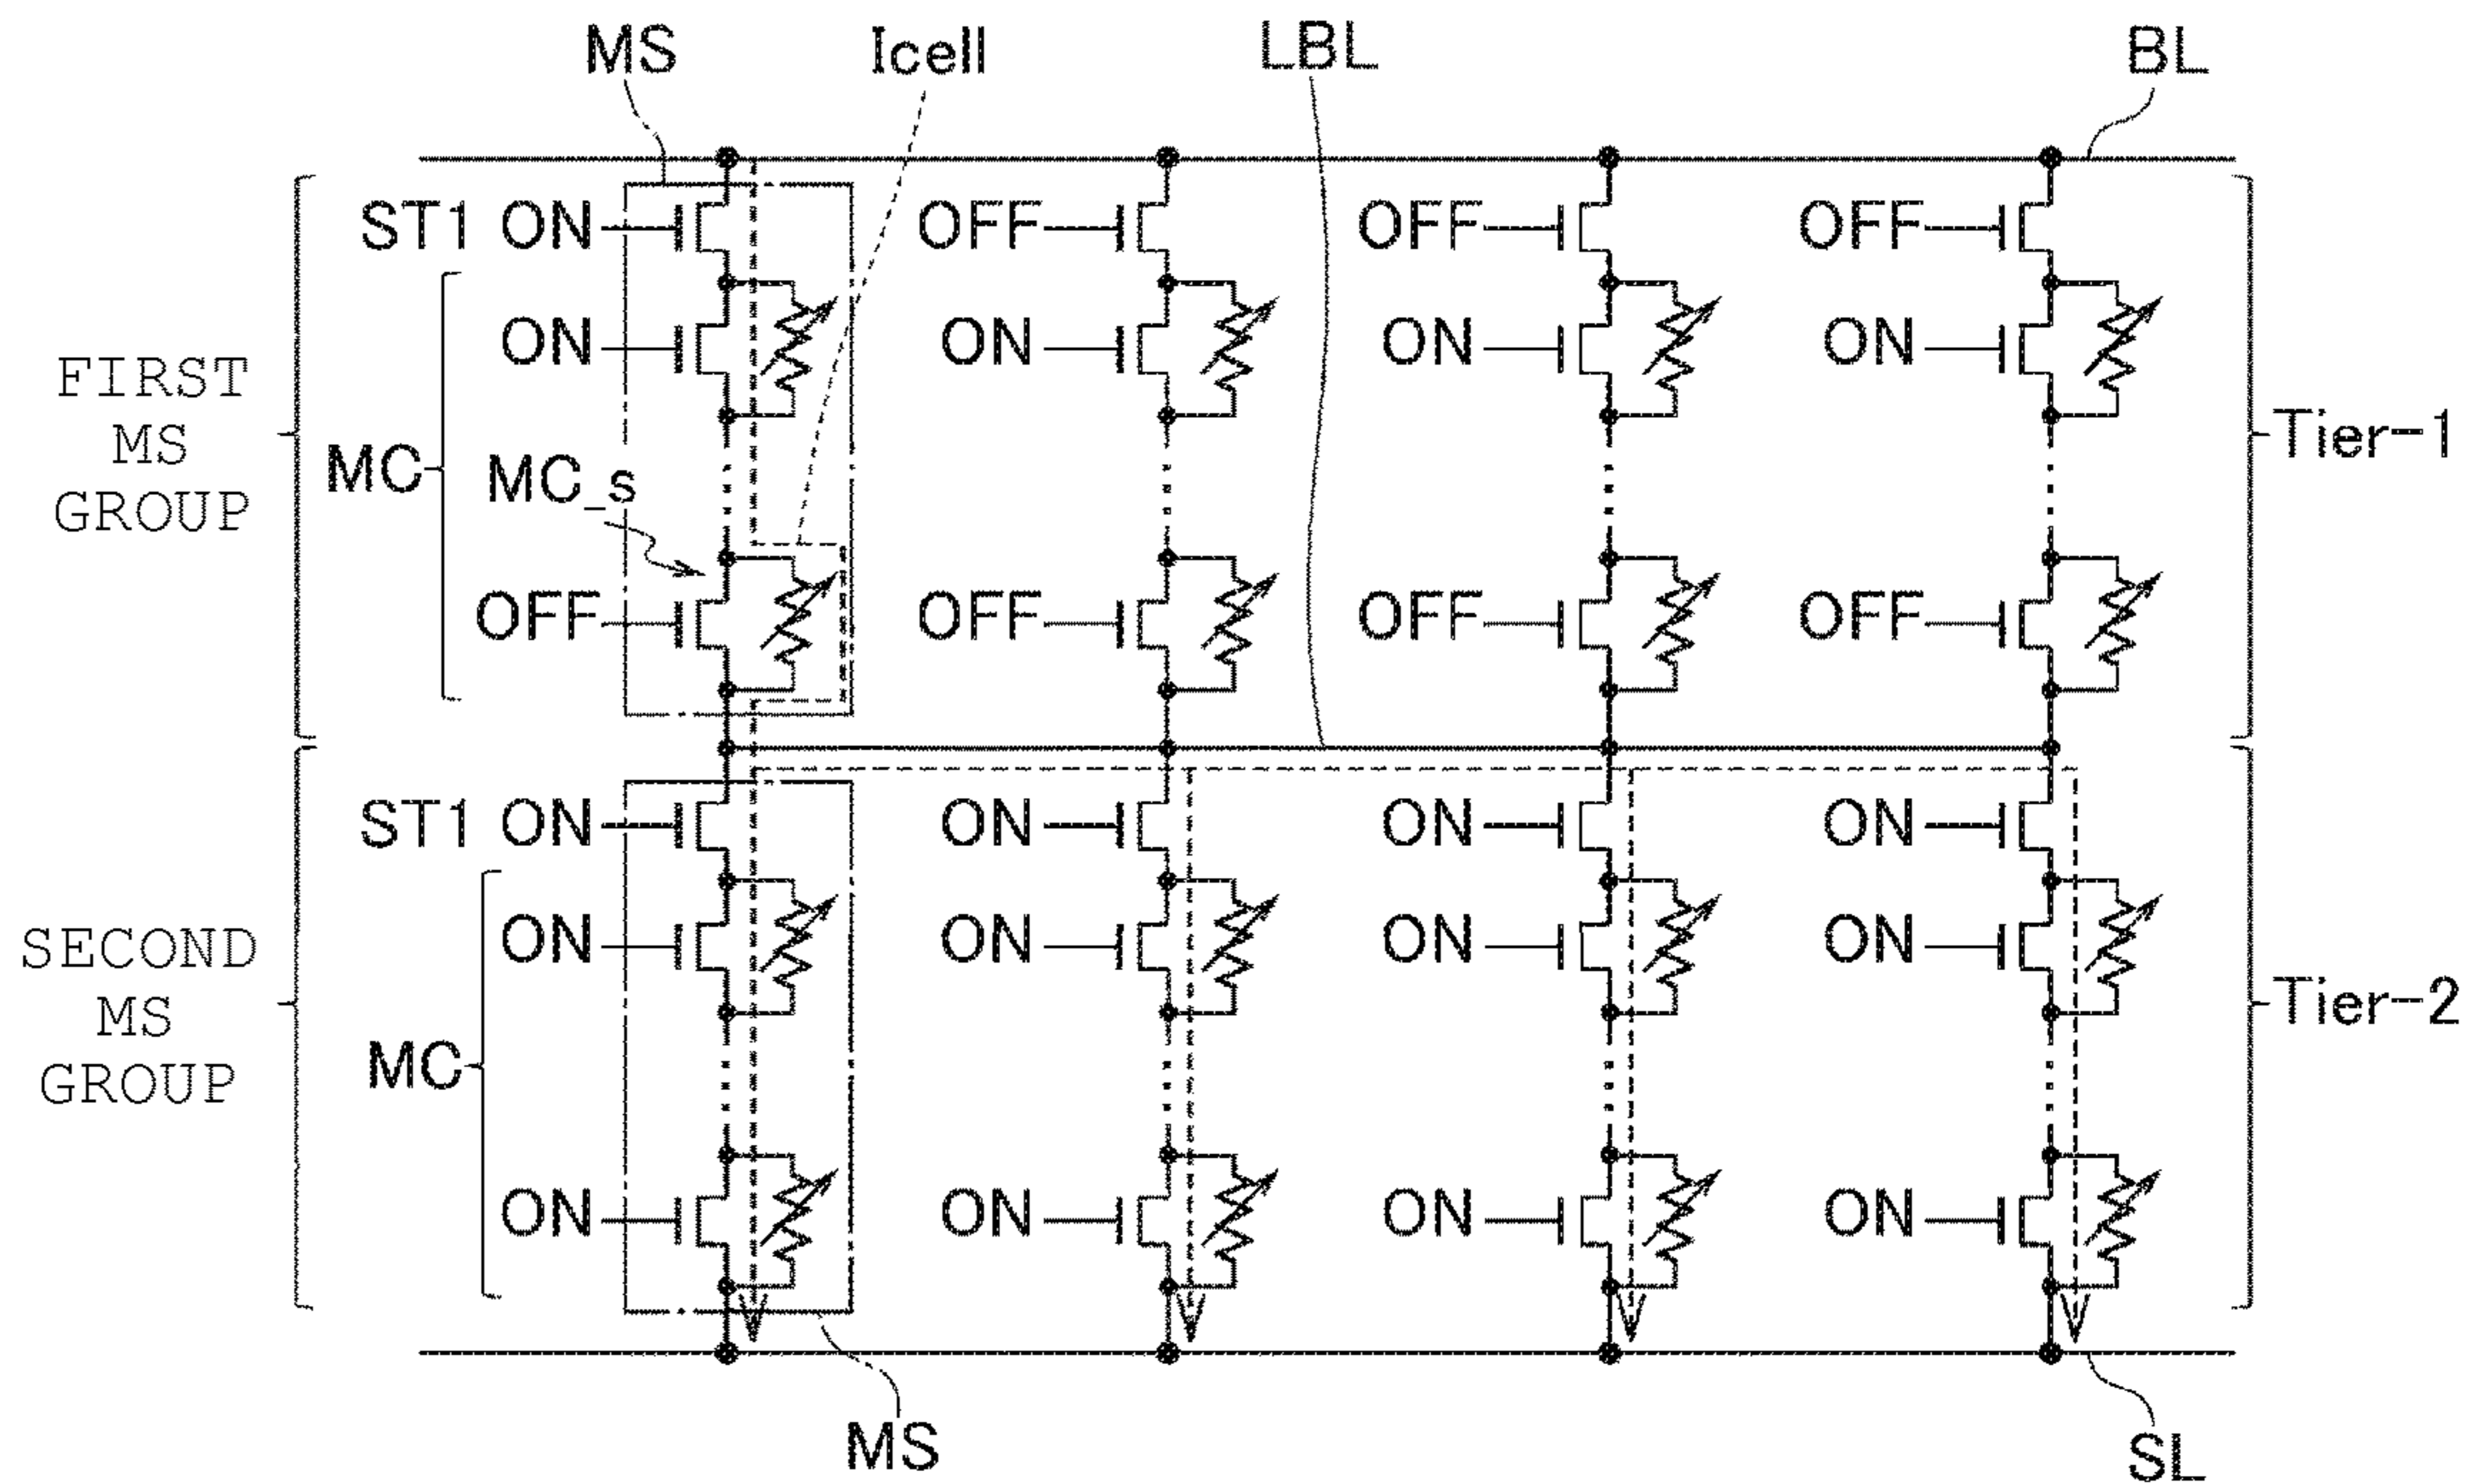 MS Icell LBL BL
ST1 ON OFF OFF OFF
ON ON ON ON
FIRST
MS
GROUP
MC
Tier-1
MC_s
OFF OFF OFF OFF
ST1 ON ON ON ON
ON ON ON ON
SECOND
MS
GROUP
MC
Tier-2
ON ON ON ON
MS SL